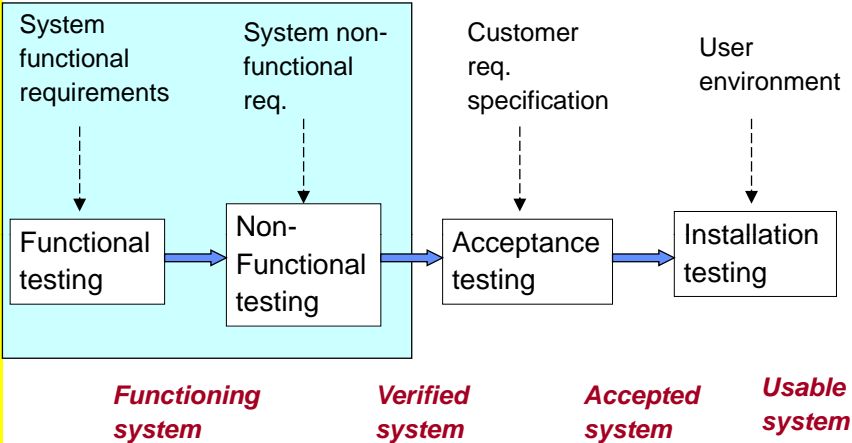 System
functional
requirements
System non-
functional
req.
Customer
req.
specification
User
environment
Functional
testing
Non-
Functional
testing
Acceptance
testing
Installation
testing
Functioning
system
Verified
system
Accepted
system
Usable
system